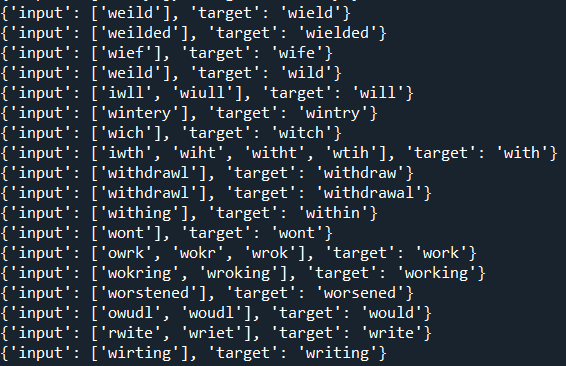 {'input': ['weild'], 'target': 'wield'}
{'input': ['weilded'], 'target': 'wielded'}
{'input': ['wief'], 'target': 'wife'}
{'input': ['weild'], 'target': 'wild'}
{'input': ['iwll', 'wiull'], 'target': 'will'}
{'input': ['wintery'], 'target': 'wintry'}
{'input': ['wich'], 'target': 'witch'}
{'input': ['iwth', 'wiht', 'witht', 'wtih'], 'target': 'with'}
{'input': ['withdrawl'], 'target': 'withdraw'}
{'input': ['withdrawl'], 'target': 'withdrawal'}
{'input': ['withing'], 'target': 'within'}
{'input': ['wont'], 'target': 'wont'}
{'input': ['owrk', 'wokr', 'wrok'], 'target': 'work'}
{'input': ['wokring', 'wroking'], 'target': 'working'}
{'input': ['worstened'], 'target': 'worsened'}
{'input': ['owudl', 'woudl'], 'target': 'would'}
{'input': ['rwite', 'wriet'], 'target': 'write'}
{'input': ['wirting'], 'target': 'writing'}